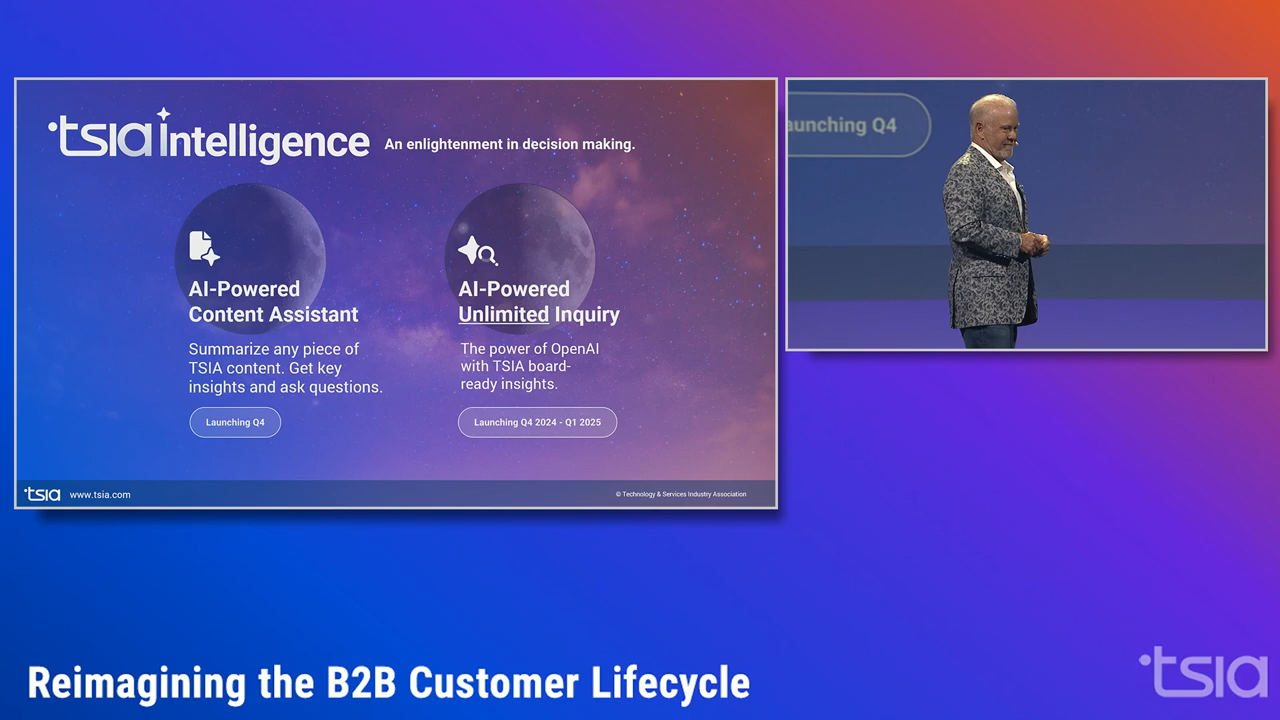 tsia intelligence An enlightenment in decision making.
AI-Powered
Content Assistant
Summarize any piece of
TSIA content. Get key
insights and ask questions.
Launching Q4
AI-Powered
Unlimited Inquiry
The power of OpenAI
with TSIA board-
ready insights.
Launching Q4 2024 - Q1 2025
tsia www.tsia.com
© Technology & Services Industry Association
aunching Q4
Reimagining the B2B Customer Lifecycle
tsia